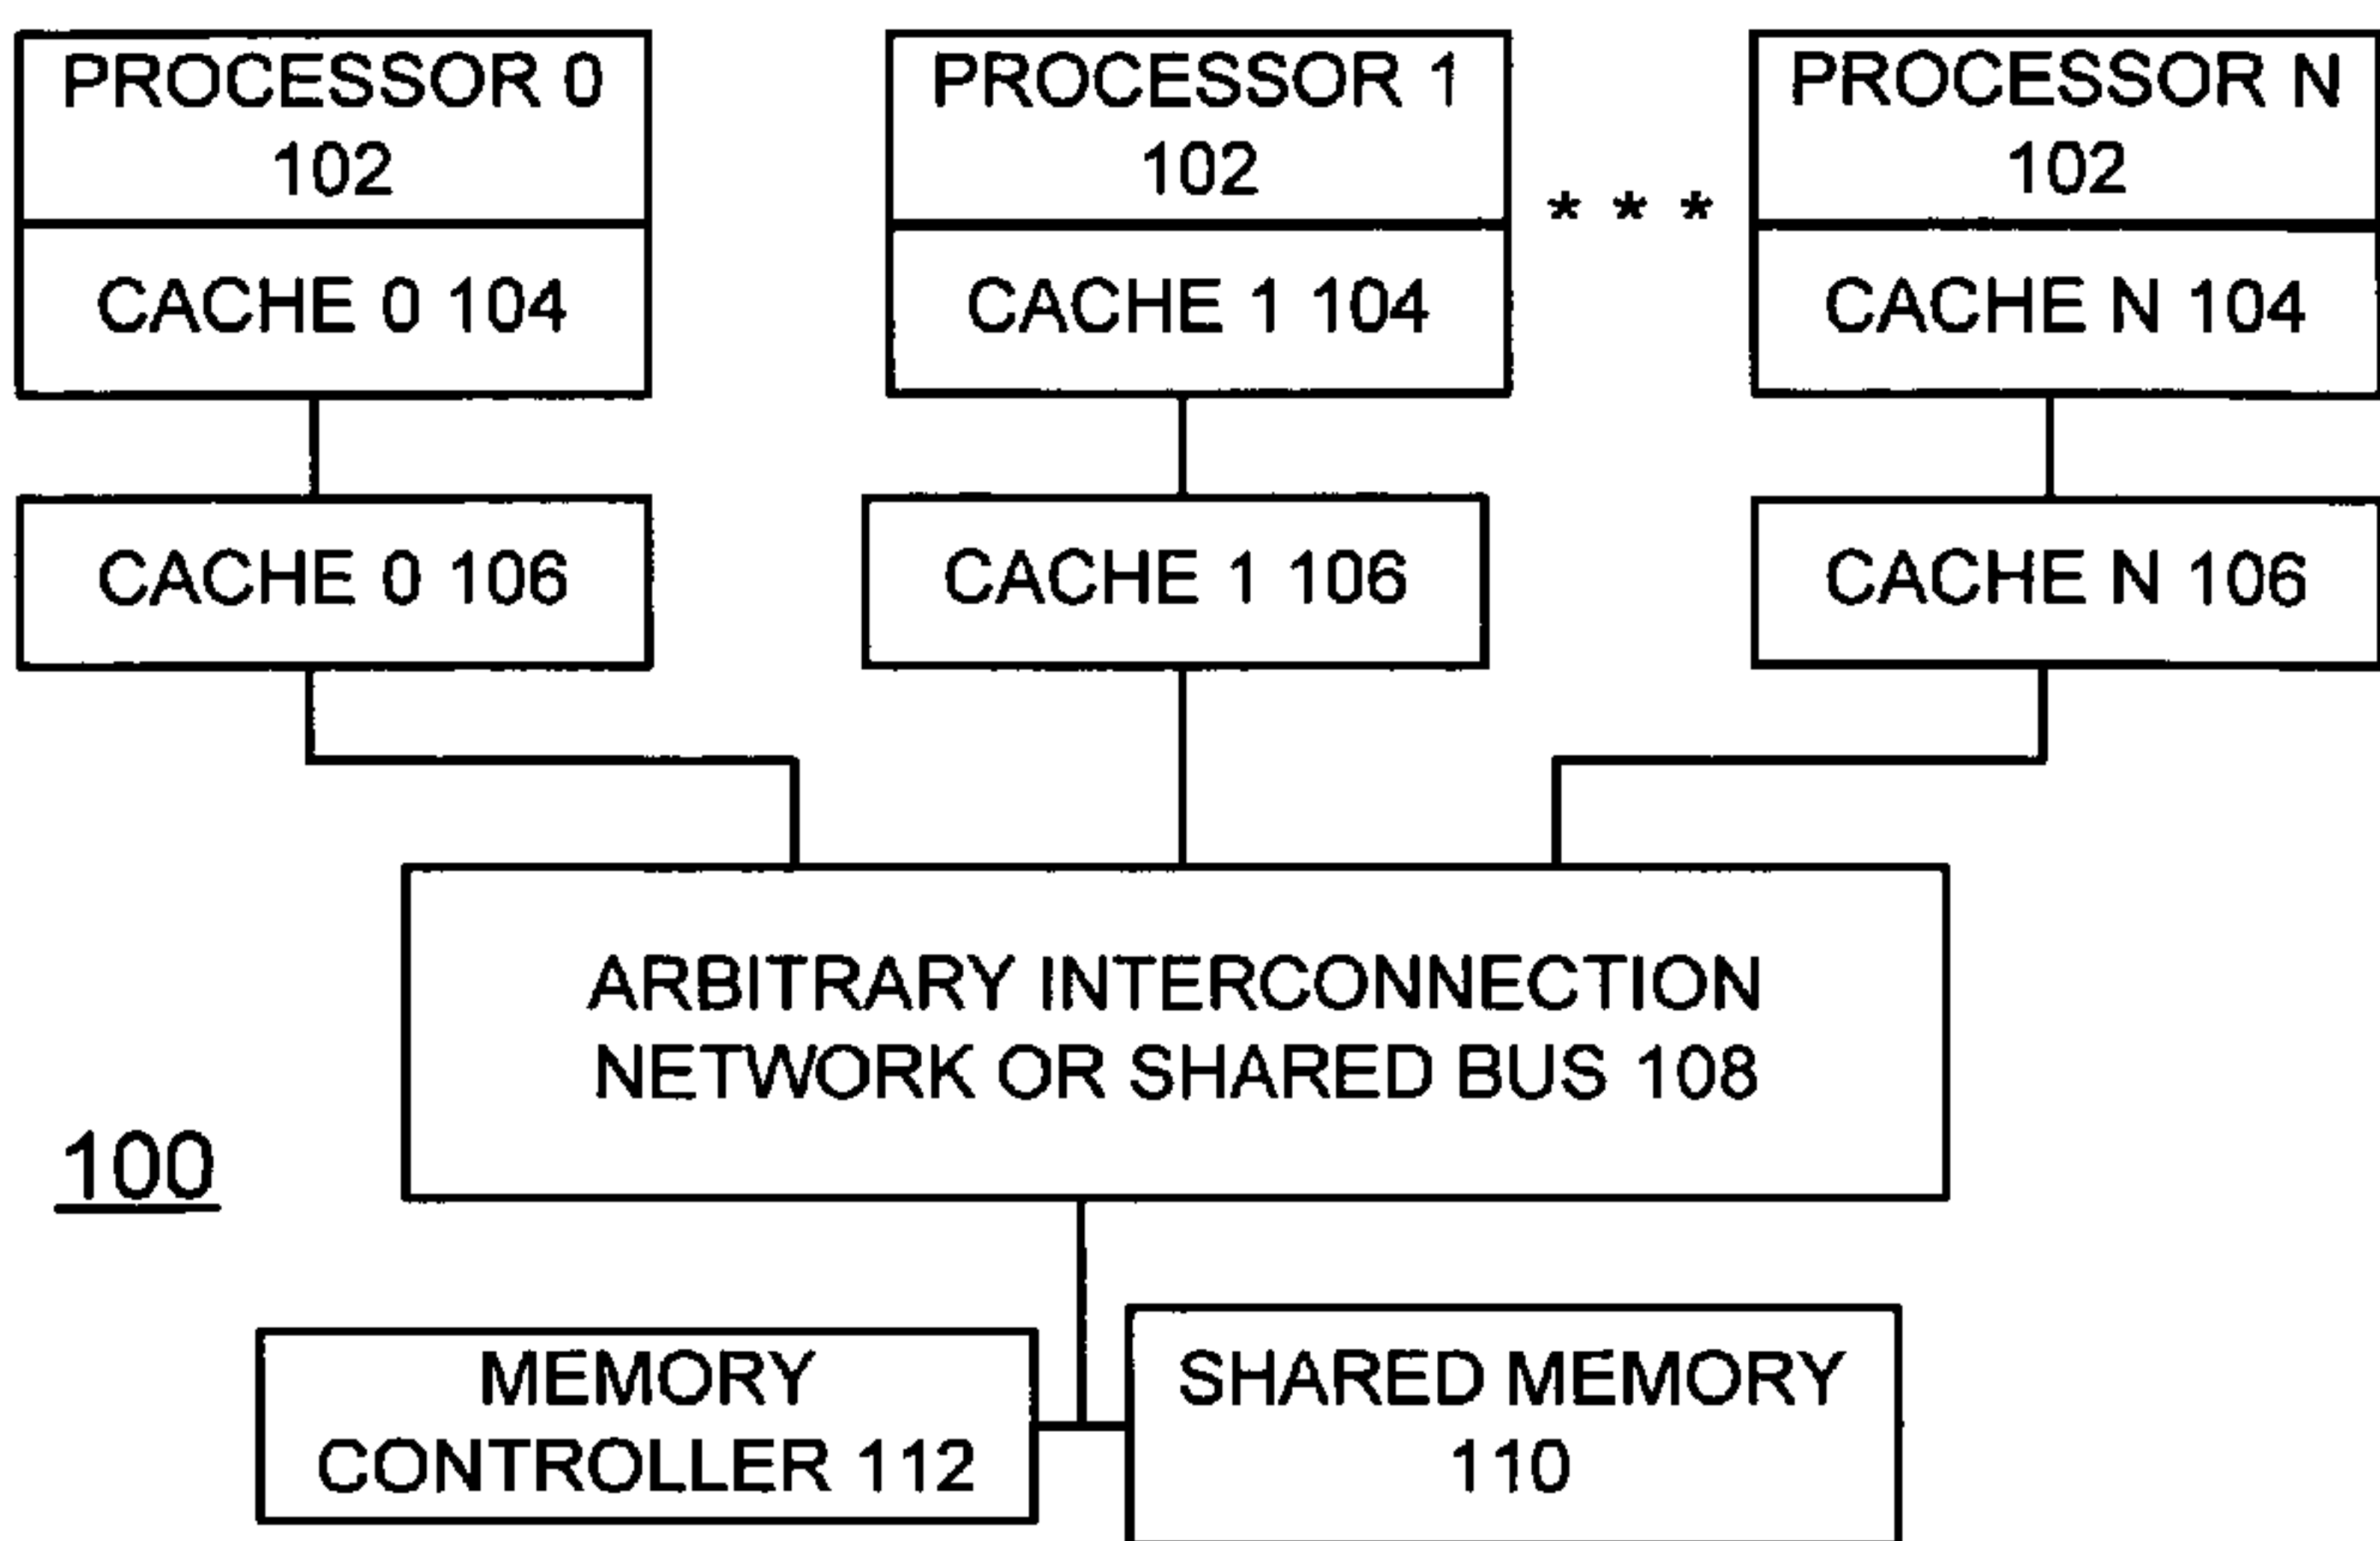 PROCESSOR 0
102
CACHE 0 104
PROCESSOR 1
102
CACHE 1 104
* * *
PROCESSOR N
102
CACHE N 104
CACHE 0 106
CACHE 1 106
CACHE N 106
ARBITRARY INTERCONNECTION
NETWORK OR SHARED BUS 108
100
MEMORY
CONTROLLER 112
SHARED MEMORY
110